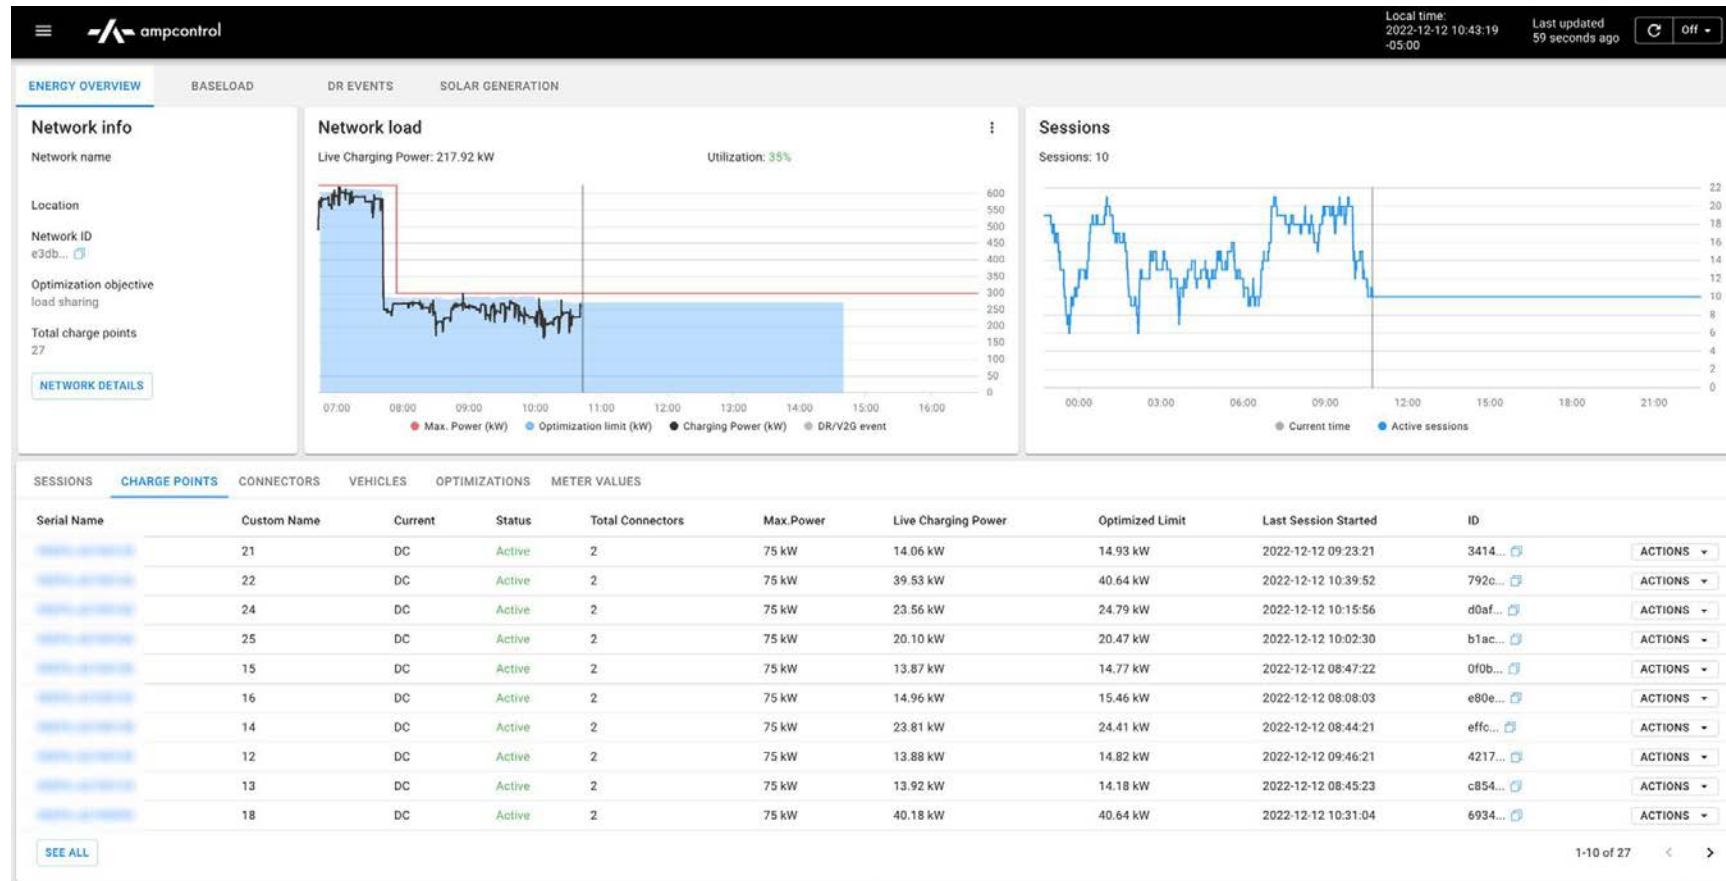 ampcontrol
Local time:
2022-12-12 10:43:19
-05:00
Last updated
59 seconds ago
Off
ENERGY OVERVIEW BASELOAD DR EVENTS SOLAR GENERATION
Network info
Network name
Location
Network ID
e3db...
Optimization objective
load sharing
Total charge points
27
NETWORK DETAILS
Network load
Live Charging Power: 217.92 kW Utilization: 35%
600
550
500
450
400
350
300
250
200
150
100
50
0
07:00 08:00 09:00 10:00 11:00 12:00 13:00 14:00 15:00 16:00
Max. Power (kW) Optimization limit (kW) Charging Power (kW) DR/V2G event
Sessions
Sessions: 10
22
20
18
16
14
12
10
8
6
4
2
0
00:00 03:00 06:00 09:00 12:00 15:00 18:00 21:00
Current time Active sessions
SESSIONS CHARGE POINTS CONNECTORS VEHICLES OPTIMIZATIONS METER VALUES
Serial Name Custom Name Current Status Total Connectors Max.Power Live Charging Power Optimized Limit Last Session Started ID
21 DC Active 2 75 kW 14.06 kW 14.93 kW 2022-12-12 09:23:21 3414... ACTIONS
22 DC Active 2 75 kW 39.53 kW 40.64 kW 2022-12-12 10:39:52 792c... ACTIONS
24 DC Active 2 75 kW 23.56 kW 24.79 kW 2022-12-12 10:15:56 d0af... ACTIONS
25 DC Active 2 75 kW 20.10 kW 20.47 kW 2022-12-12 10:02:30 b1ac... ACTIONS
15 DC Active 2 75 kW 13.87 kW 14.77 kW 2022-12-12 08:47:22 0f0b... ACTIONS
16 DC Active 2 75 kW 14.96 kW 15.46 kW 2022-12-12 08:08:03 e80e... ACTIONS
14 DC Active 2 75 kW 23.81 kW 24.41 kW 2022-12-12 08:44:21 effc... ACTIONS
12 DC Active 2 75 kW 13.88 kW 14.82 kW 2022-12-12 09:46:21 4217... ACTIONS
13 DC Active 2 75 kW 13.92 kW 14.18 kW 2022-12-12 08:45:23 c854... ACTIONS
18 DC Active 2 75 kW 40.18 kW 40.64 kW 2022-12-12 10:31:04 6934... ACTIONS
SEE ALL 1-10 of 27